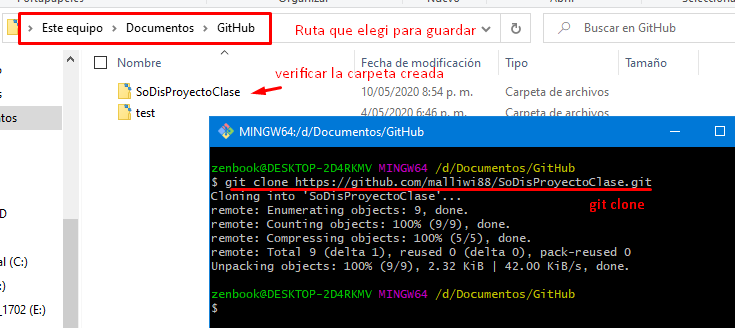 Portapapeles
Organizar
Nuevo
Abrir
Este equipo > Documentos > GitHub
Ruta que elegi para guardar
Buscar en GitHub
Nombre
Fecha de modificación
Tipo
Tamaño
verificar la carpeta creada
SoDisProyectoClase
10/05/2020 8:54 p. m.
Carpeta de archivos
test
4/05/2020 6:46 p. m.
Carpeta de archivos
ntos
D
al (C:)
:)
_1702 (E:)
MINGW64:/d/Documentos/GitHub
zenbook@DESKTOP-2D4RKMV MINGW64 /d/Documentos/GitHub
$ git clone https://github.com/malliwi88/SoDisProyectoClase.git
git clone
Cloning into 'SoDisProyectoClase'...
remote: Enumerating objects: 9, done.
remote: Counting objects: 100% (9/9), done.
remote: Compressing objects: 100% (5/5), done.
remote: Total 9 (delta 1), reused 0 (delta 0), pack-reused 0
Unpacking objects: 100% (9/9), 2.32 KiB | 42.00 KiB/s, done.
zenbook@DESKTOP-2D4RKMV MINGW64 /d/Documentos/GitHub
$